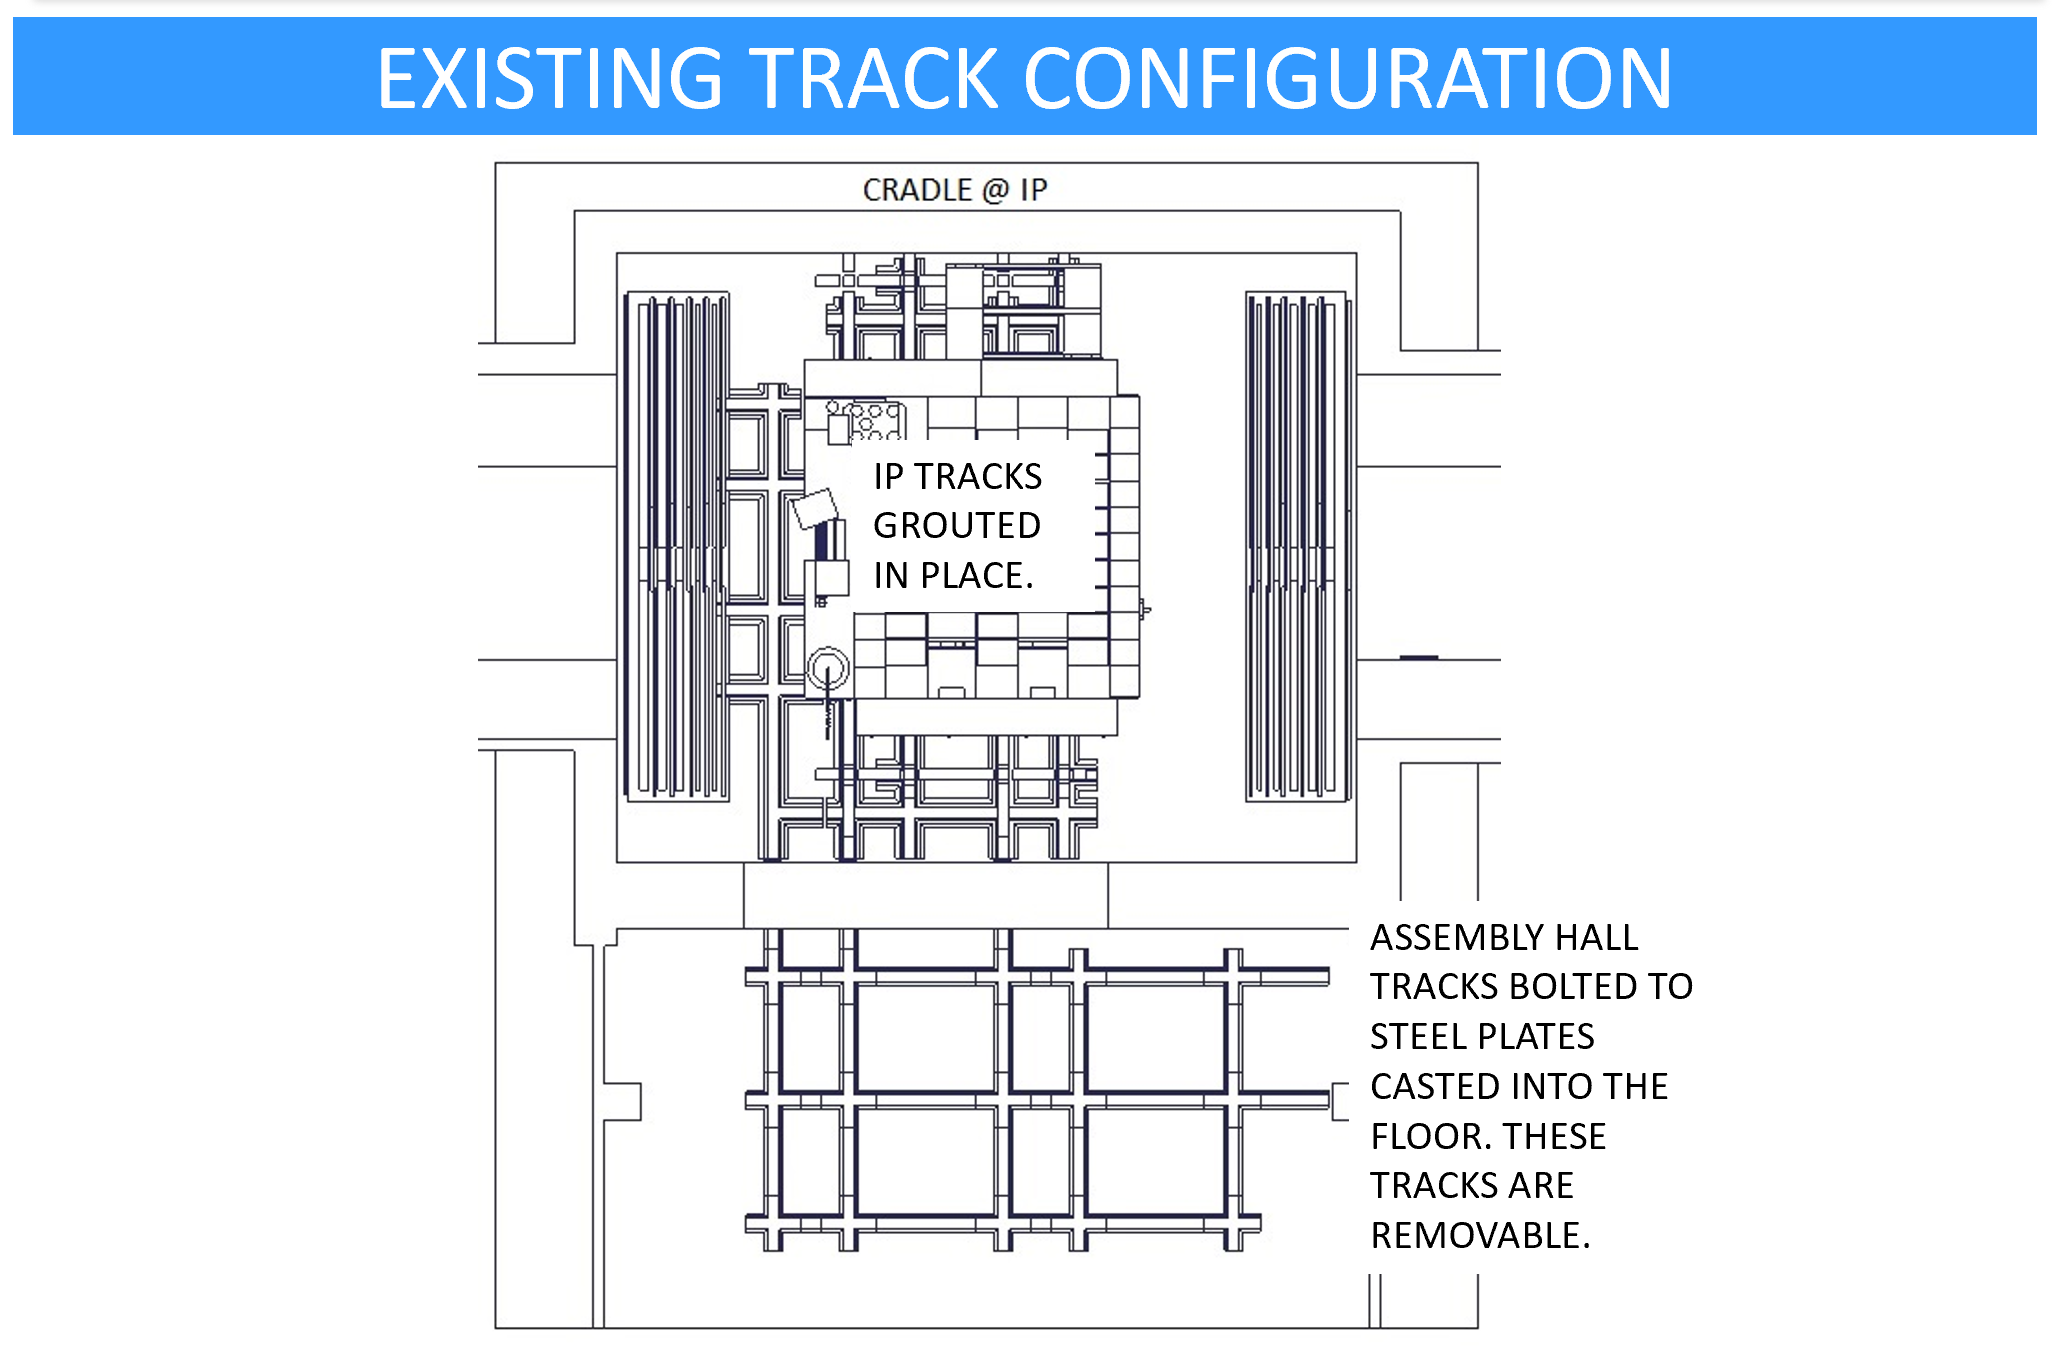 EXISTING TRACK CONFIGURATION
CRADLE @ IP
IP TRACKS
GROUTED
IN PLACE.
ASSEMBLY HALL
TRACKS BOLTED TO
STEEL PLATES
CASTED INTO THE
FLOOR. THESE
TRACKS ARE
REMOVABLE.